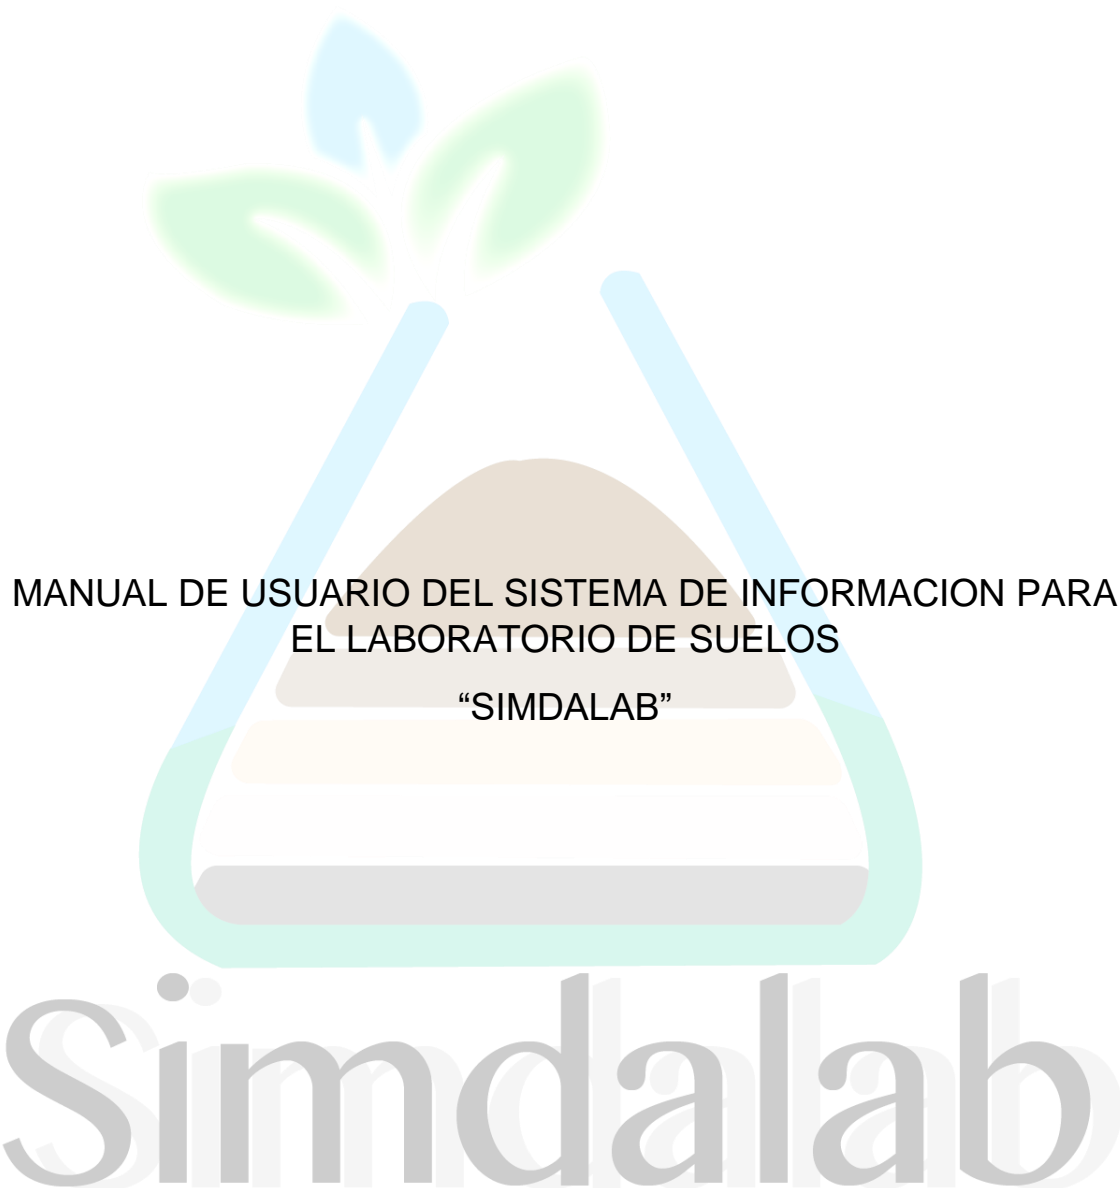 MANUAL DE USUARIO DEL SISTEMA DE INFORMACION PARA
EL LABORATORIO DE SUELOS
“SIMDALAB”
Simdalab